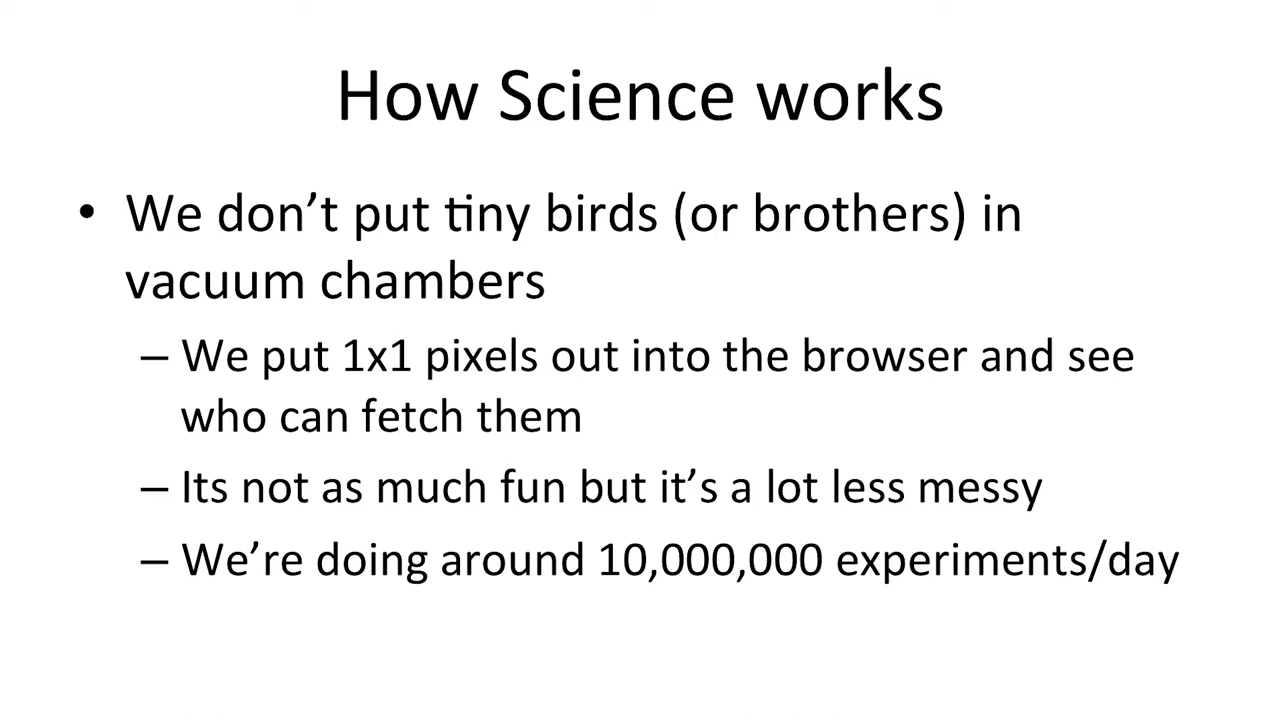 How Science works
• We don’t put tiny birds (or brothers) in
vacuum chambers
– We put 1x1 pixels out into the browser and see
who can fetch them
– Its not as much fun but it’s a lot less messy
– We’re doing around 10,000,000 experiments/day